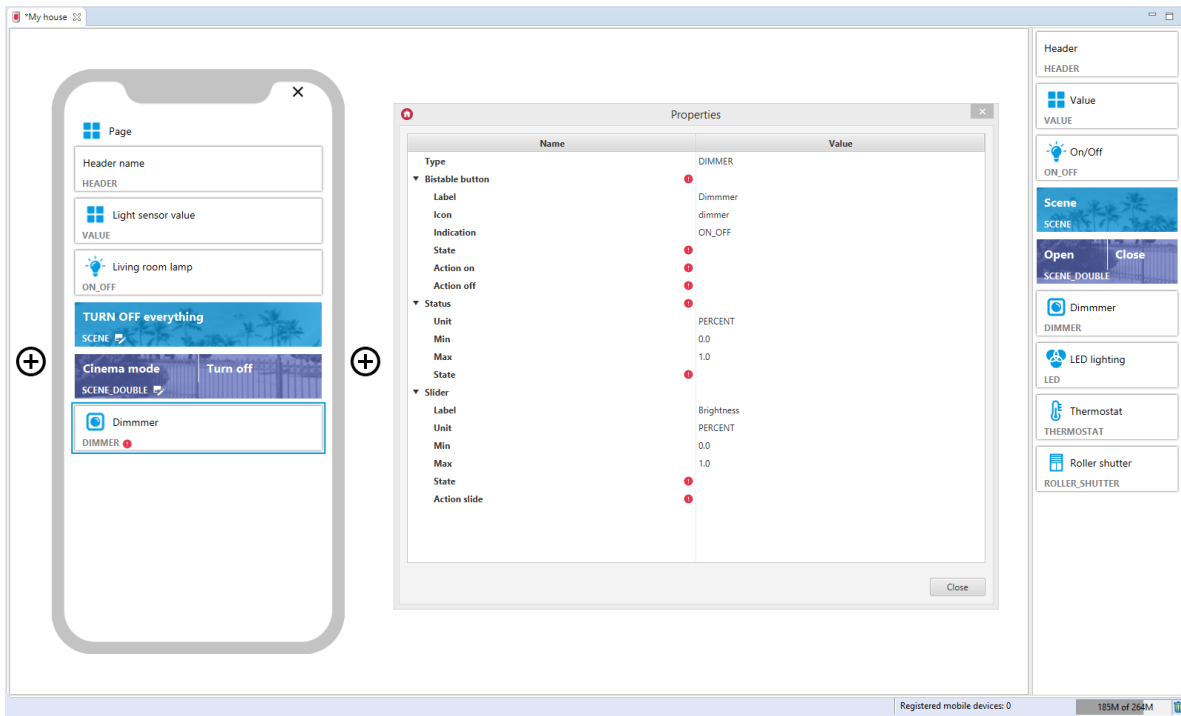 *My house
Page
Header name
HEADER
Light sensor value
VALUE
Living room lamp
ON_OFF
TURN OFF everything
SCENE
Cinema mode Turn off
SCENE_DOUBLE
Dimmmer
DIMMER
Properties
Name Value
Type DIMMER
Bistable button
Label Dimmmer
Icon dimmer
Indication ON_OFF
State
Action on
Action off
Status
Unit PERCENT
Min 0.0
Max 1.0
State
Slider
Label Brightness
Unit PERCENT
Min 0.0
Max 1.0
State
Action slide
Close
Header
HEADER
Value
VALUE
On/Off
ON_OFF
Scene
SCENE
Open Close
SCENE_DOUBLE
Dimmmer
DIMMER
LED lighting
LED
Thermostat
THERMOSTAT
Roller shutter
ROLLER_SHUTTER
Registered mobile devices: 0
185M of 264M